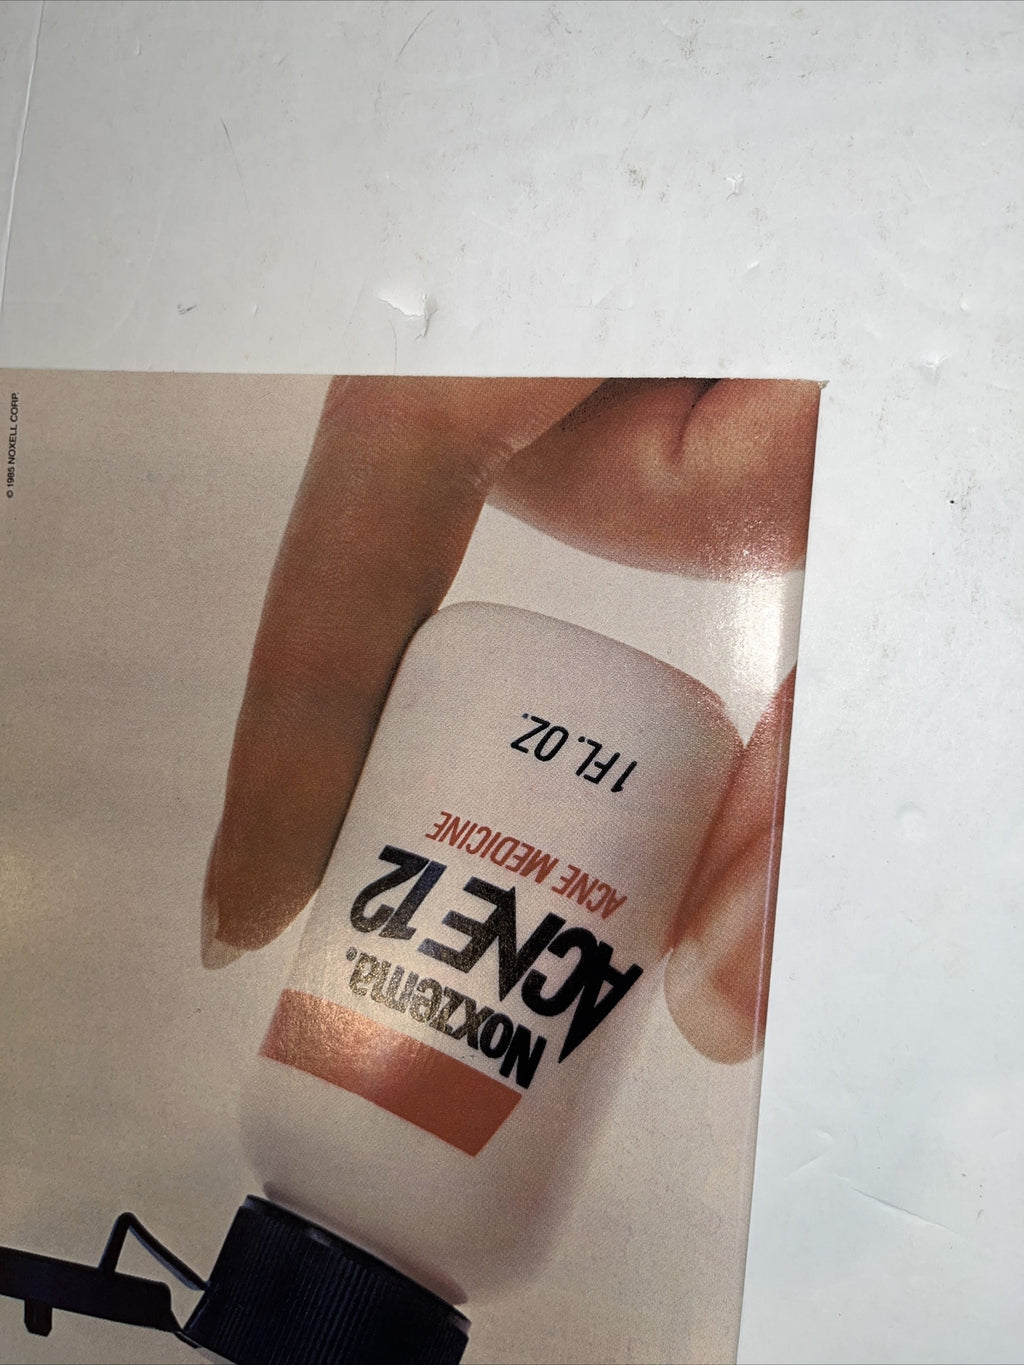 © 1985 NOXELL CORP.
Noxzema.
ACNE 12
ACNE MEDICINE
1 FL. OZ.